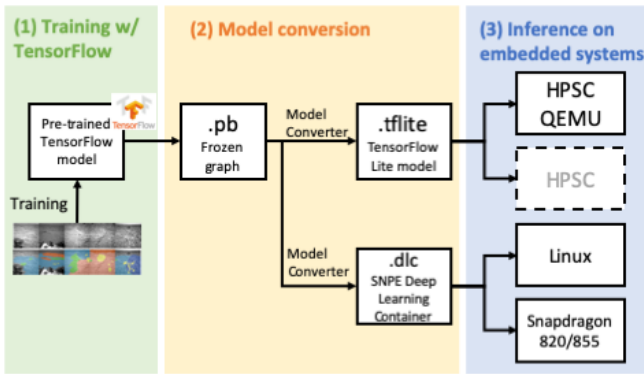 (1) Training w/
TensorFlow
(2) Model conversion
(3) Inference on
embedded systems
TensorFlow
Pre-trained
TensorFlow
model
Training
.pb
Frozen
graph
Model
Converter
.tflite
TensorFlow
Lite model
Model
Converter
.dlc
SNPE Deep
Learning
Container
HPSC
QEMU
HPSC
Linux
Snapdragon
820/855